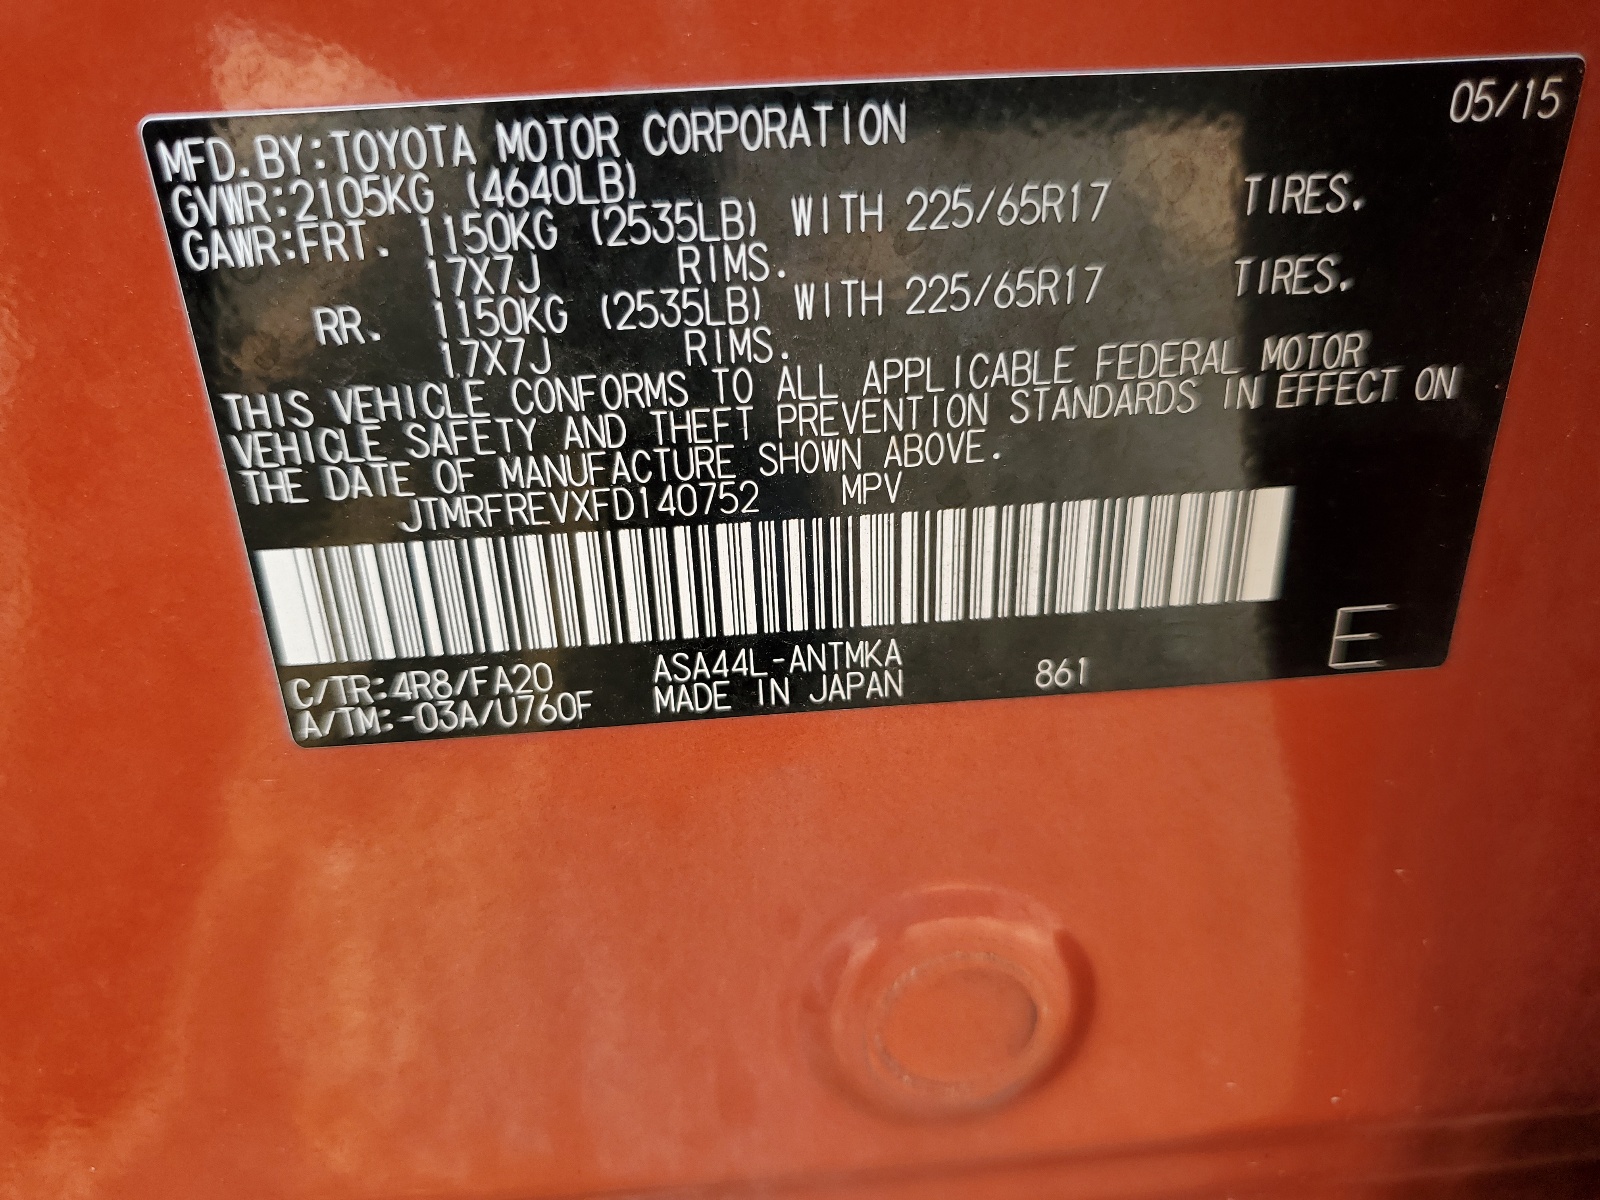 05/15
MFD.BY:TOYOTA MOTOR CORPORATION
GVWR:2105KG (4640LB)
GAWR:FRT. 1150KG (2535LB) WITH 225/65R17 TIRES.
17X7J RIMS.
RR. 1150KG (2535LB) WITH 225/65R17 TIRES.
17X7J RIMS.
THIS VEHICLE CONFORMS TO ALL APPLICABLE FEDERAL MOTOR
VEHICLE SAFETY AND THEFT PREVENTION STANDARDS IN EFFECT ON
THE DATE OF MANUFACTURE SHOWN ABOVE.
JTMRFREVXFD140752 MPV
C/TR:4R8/FA20 ASA44L-ANTMKA 861 E
A/TM:-03A/U760F MADE IN JAPAN